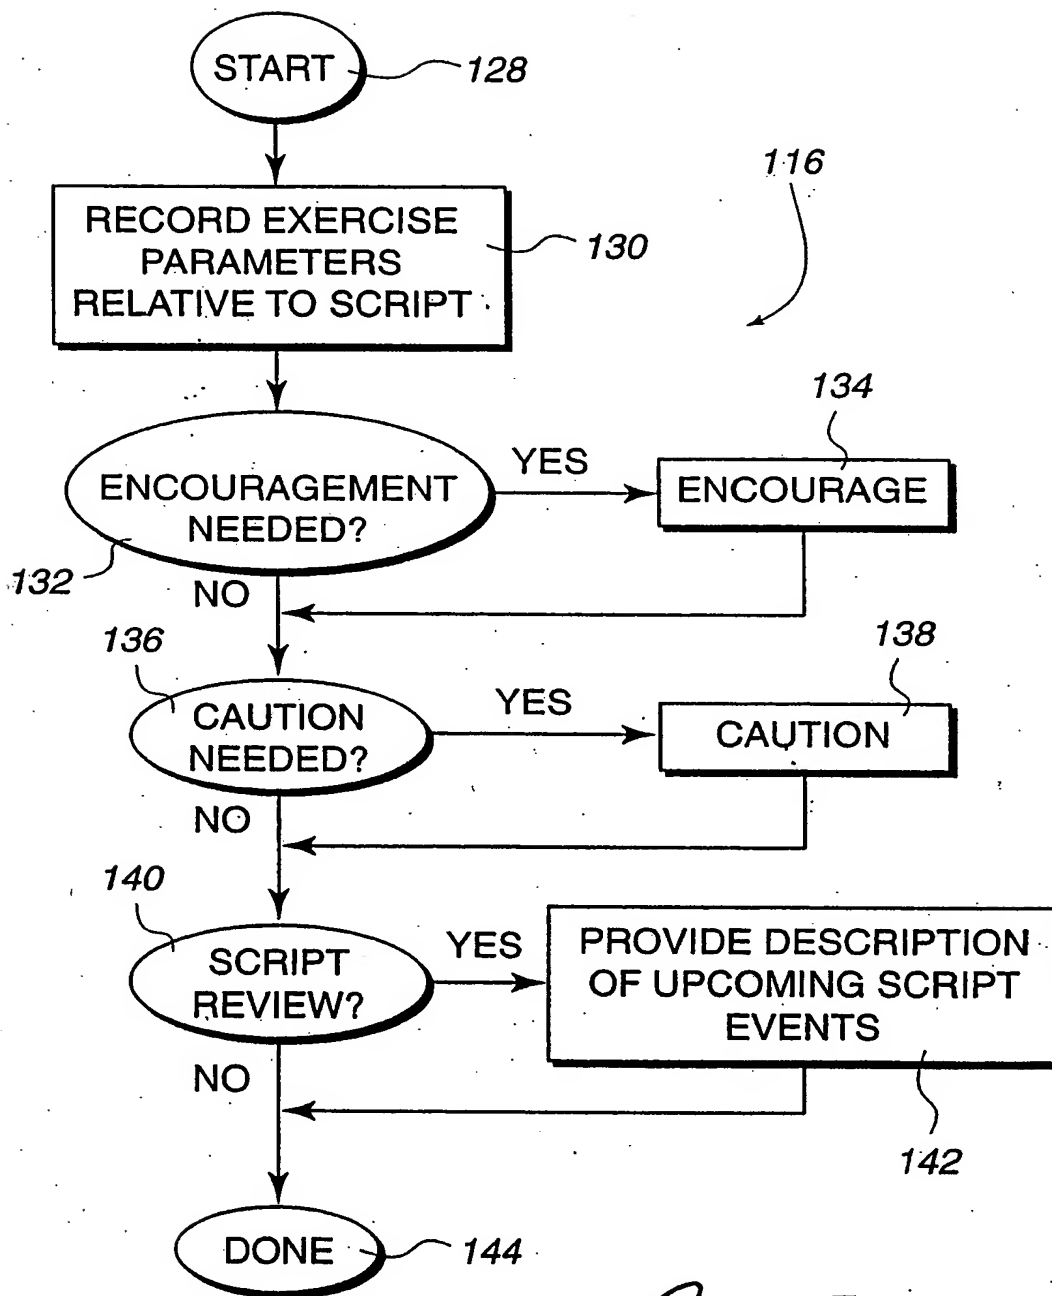 START
128
116
RECORD EXERCISE
PARAMETERS
RELATIVE TO SCRIPT
130
134
ENCOURAGEMENT
NEEDED?
YES
ENCOURAGE
132
NO
136
138
CAUTION
NEEDED?
YES
CAUTION
NO
140
SCRIPT
REVIEW?
YES
PROVIDE DESCRIPTION
OF UPCOMING SCRIPT
EVENTS
NO
142
DONE
144